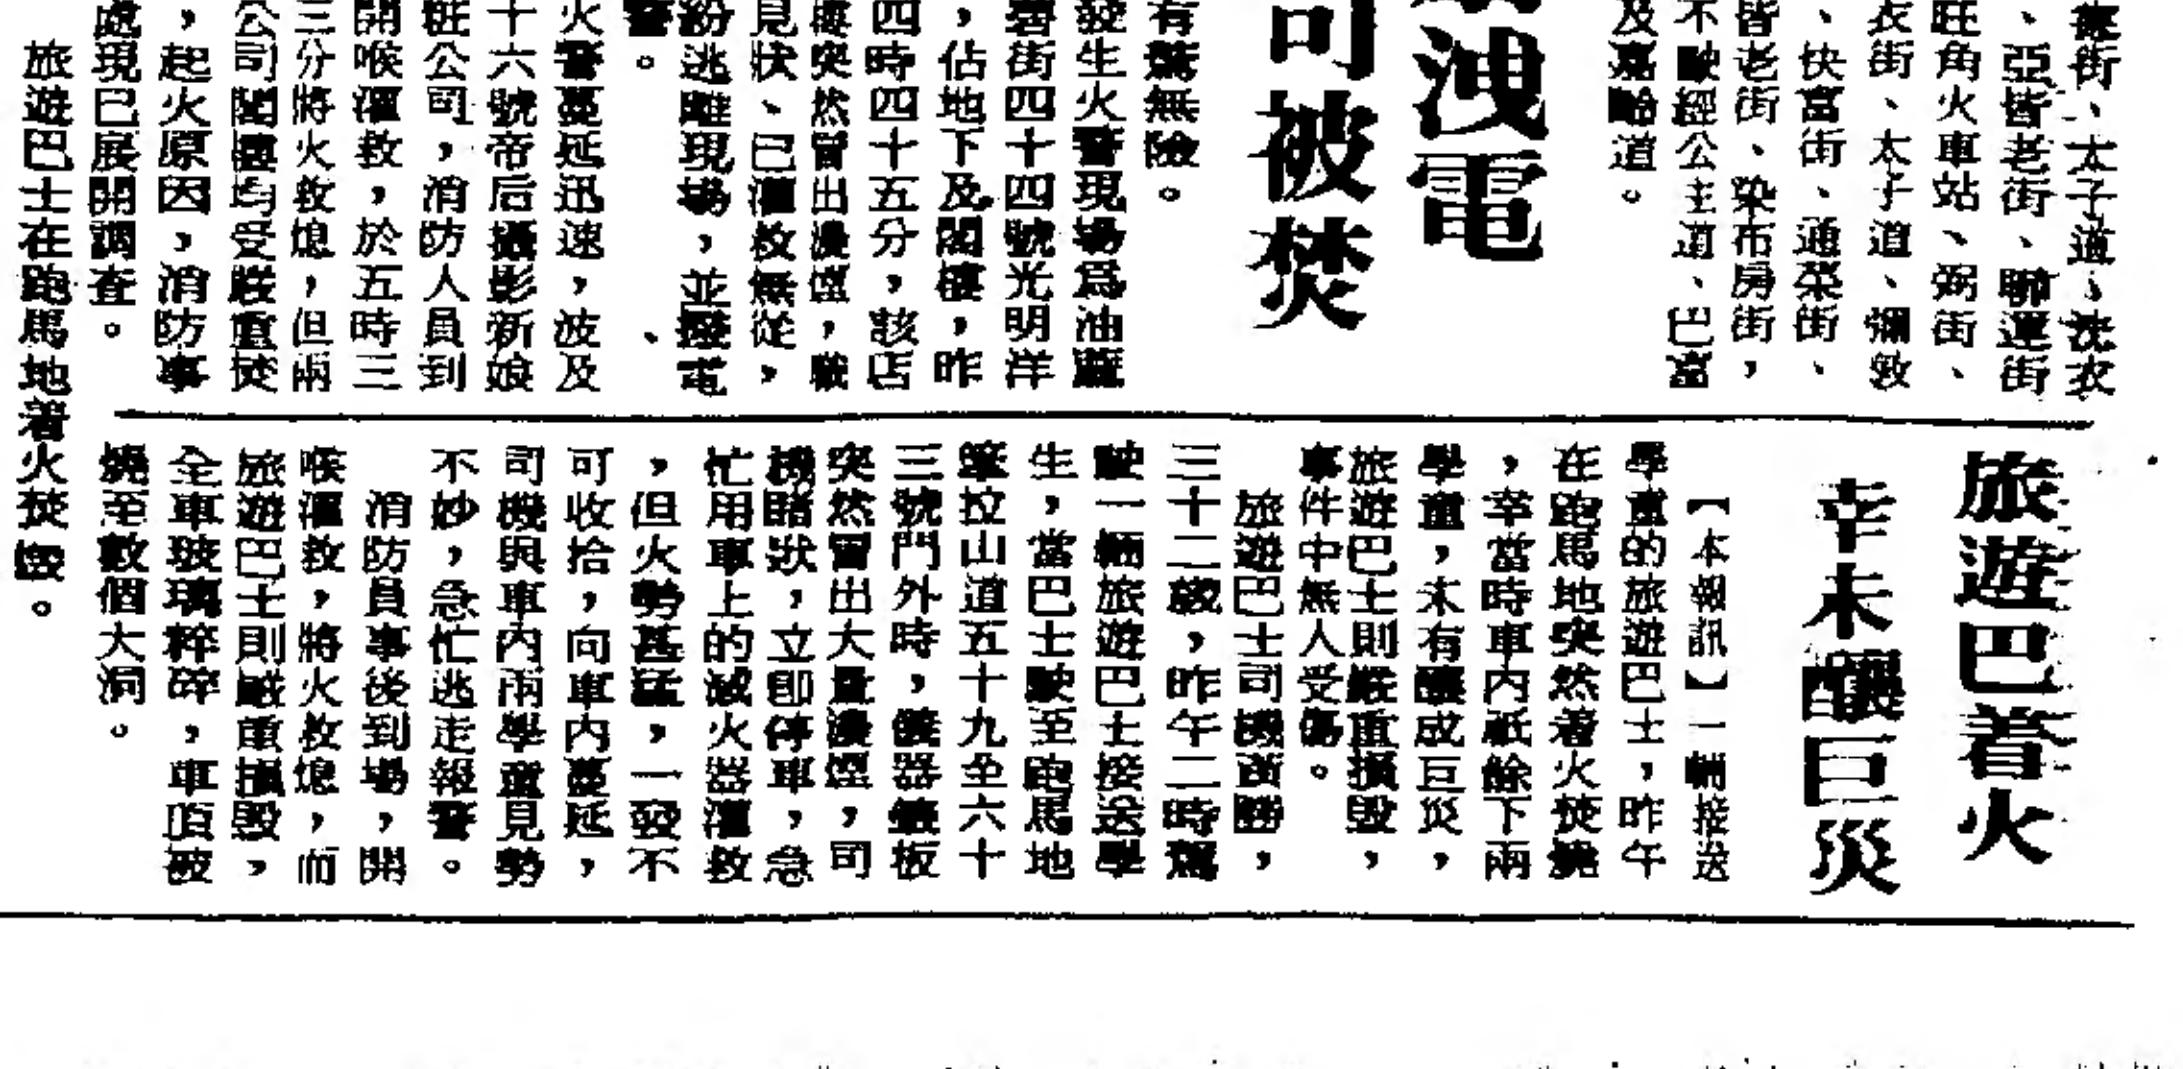 康街、太子道、洗衣
、亞皆老街、聯運街
旺角火車站、弼街、
衣街、太子道、彌敦
、快富街、通菜街、
皆老街、染布房街，
不駛經公主道、巴富
及嘉道。
洩電
司被焚
有驚無險。
發生火警現場爲油蔴
碧街四十四號光明洋
，佔地下及閣樓，昨
四時四十五分，該店
樓突然冒出濃煙，職
見狀、已灌救無從，
紛逃離現場，並撥電
警。、
火警蔓延迅速，波及
十六號帝后攝影新娘
粧公司，消防人員到
開喉灌救，於五時三
三分將火救熄，但兩
公司閣樓均受嚴重焚
，起火原因，消防事
處現已展開調查。
旅遊巴士在跑馬地着火焚毁。
旅遊巴着火
幸未釀巨災
【本報訊】一輛接送
學童的旅遊巴士，昨午
在跑馬地突然着火焚燒
，幸當時車內祇餘下兩
學童，未有釀成巨災，
旅遊巴士則嚴重損毀，
事件中無人受傷。
旅遊巴士司機黃勝，
三十二歲，昨午二時駕
駛一輛旅遊巴士接送學
生，當巴士駛至跑馬地
箕拉山道五十九至六十
三號門外時，儀器錶板
突然冒出大量濃煙，司
機睹狀，立即停車，急
忙用車上的滅火器灌救
，但火勢甚猛，一發不
可收拾，向車內蔓延，
司機與車內兩學童見勢
不妙，急忙逃走報警。
消防員事後到場，開
喉灌救，將火救熄，而
旅遊巴士則嚴重損毀，
全車玻璃粹碎，車頂被
燒至數個大洞。